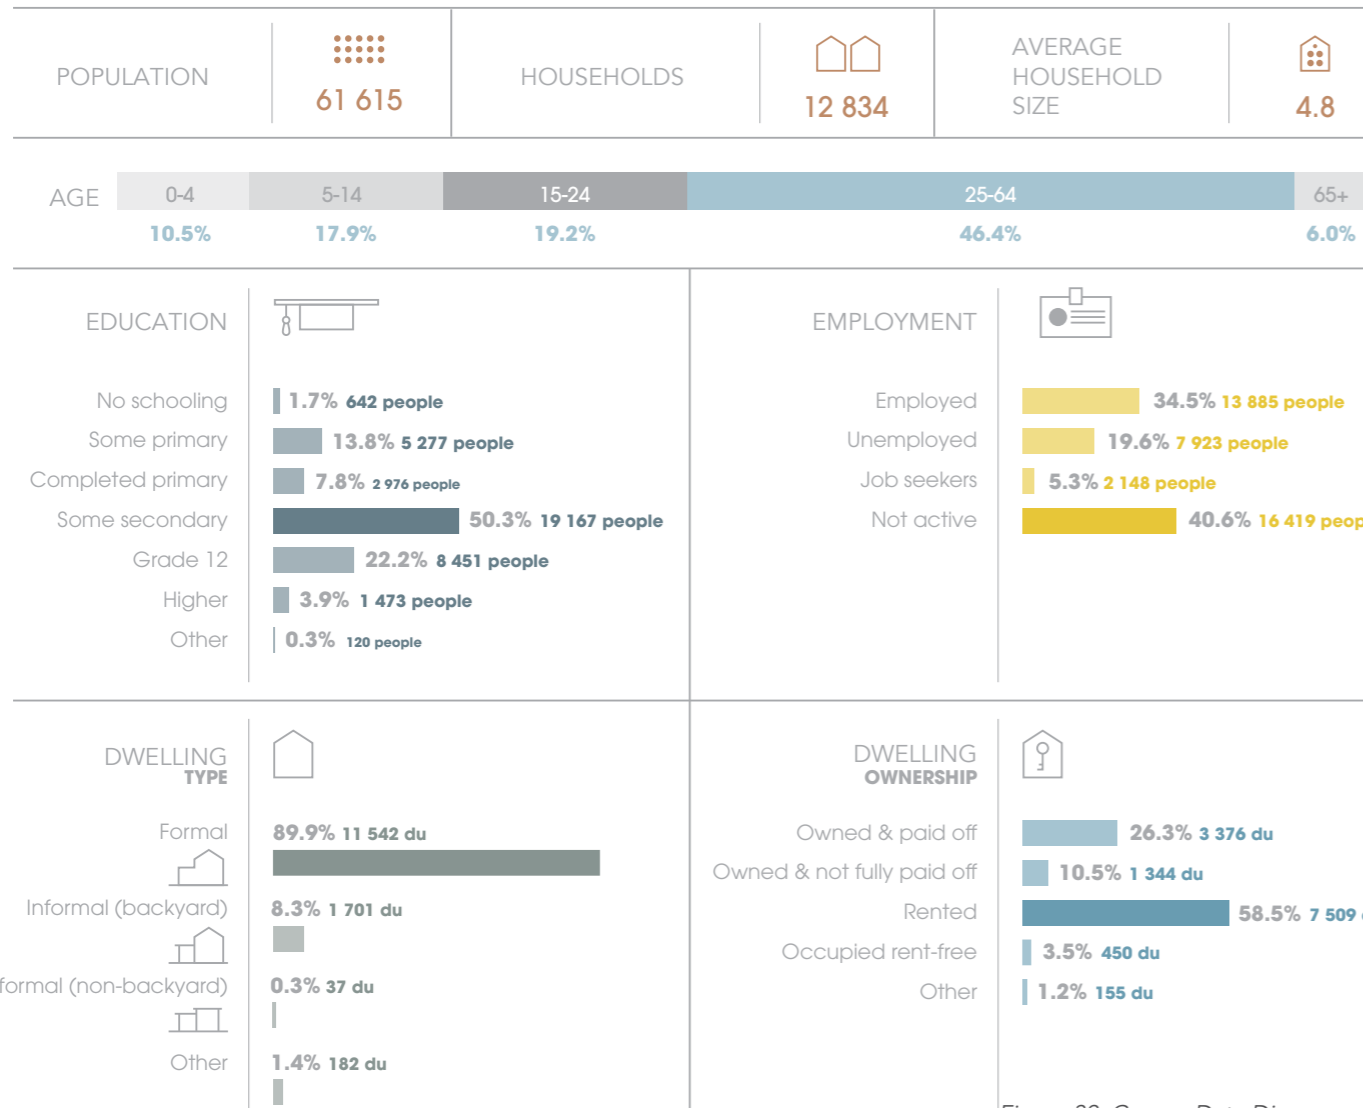 POPULATION
61 615
HOUSEHOLDS
12 834
AVERAGE
HOUSEHOLD
SIZE
4.8
AGE
0-4 5-14 15-24 25-64 65+
10.5% 17.9% 19.2% 46.4% 6.0%
EDUCATION
No schooling 1.7% 642 people
Some primary 13.8% 5 277 people
Completed primary 7.8% 2 976 people
Some secondary 50.3% 19 167 people
Grade 12 22.2% 8 451 people
Higher 3.9% 1 473 people
Other 0.3% 120 people
EMPLOYMENT
Employed 34.5% 13 885 people
Unemployed 19.6% 7 923 people
Job seekers 5.3% 2 148 people
Not active 40.6% 16 419 peop
DWELLING
TYPE
Formal 89.9% 11 542 du
Informal (backyard) 8.3% 1 701 du
formal (non-backyard) 0.3% 37 du
Other 1.4% 182 du
DWELLING
OWNERSHIP
Owned & paid off 26.3% 3 376 du
Owned & not fully paid off 10.5% 1 344 du
Rented 58.5% 7 509
Occupied rent-free 3.5% 450 du
Other 1.2% 155 du